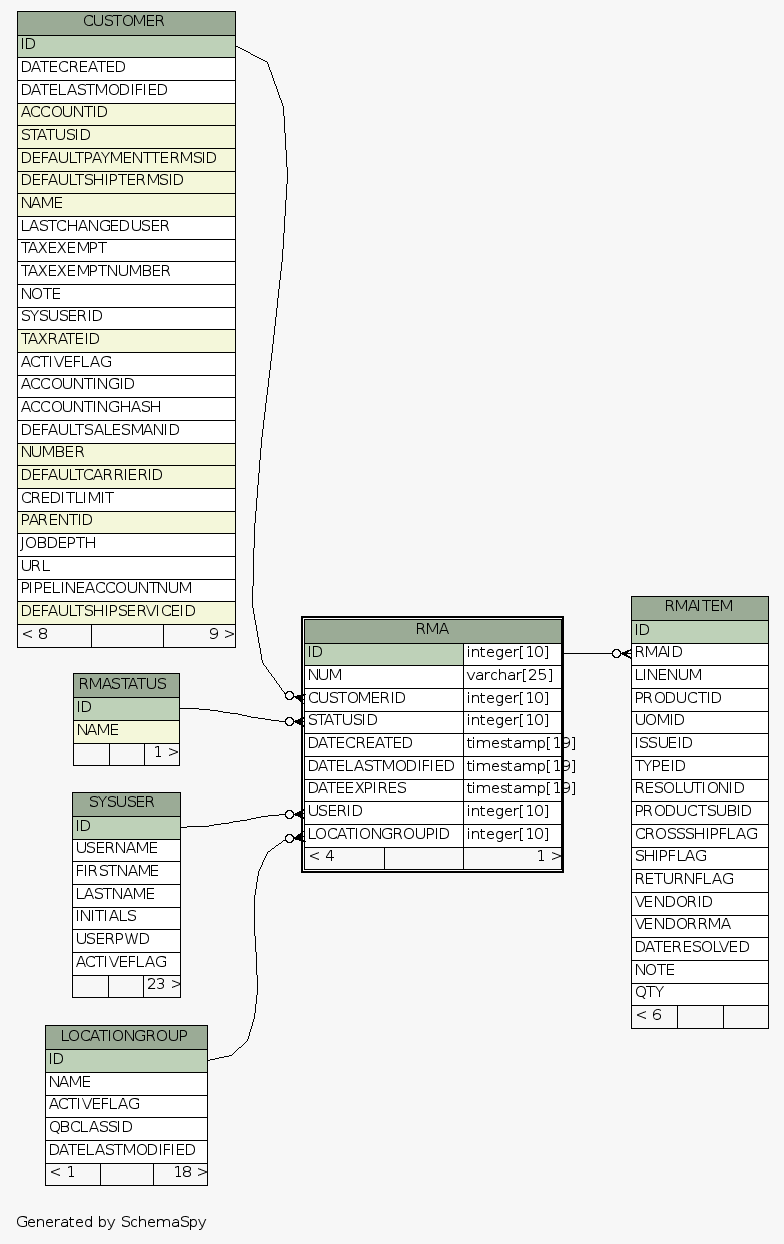 CUSTOMER
ID
DATECREATED
DATELASTMODIFIED
ACCOUNTID
STATUSID
DEFAULTPAYMENTTERMSID
DEFAULTSHIPTERMSID
NAME
LASTCHANGEDUSER
TAXEXEMPT
TAXEXEMPTNUMBER
NOTE
SYSUSERID
TAXRATEID
ACTIVEFLAG
ACCOUNTINGID
ACCOUNTINGHASH
DEFAULTSALESMANID
NUMBER
DEFAULTCARRIERID
CREDITLIMIT
PARENTID
JOBDEPTH
URL
PIPELINEACCOUNTNUM
DEFAULTSHIPSERVICEID
< 8 9 >
RMASTATUS
ID
NAME
1 >
SYSUSER
ID
USERNAME
FIRSTNAME
LASTNAME
INITIALS
USERPWD
ACTIVEFLAG
23 >
LOCATIONGROUP
ID
NAME
ACTIVEFLAG
QBCLASSID
DATELASTMODIFIED
< 1 18 >
RMA
ID integer[10]
NUM varchar[25]
CUSTOMERID integer[10]
STATUSID integer[10]
DATECREATED timestamp[19]
DATELASTMODIFIED timestamp[19]
DATEEXPIRES timestamp[19]
USERID integer[10]
LOCATIONGROUPID integer[10]
< 4 1 >
RMAITEM
ID
RMAID
LINENUM
PRODUCTID
UOMID
ISSUEID
TYPEID
RESOLUTIONID
PRODUCTSUBID
CROSSSHIPFLAG
SHIPFLAG
RETURNFLAG
VENDORID
VENDORRMA
DATERESOLVED
NOTE
QTY
< 6
Generated by SchemaSpy